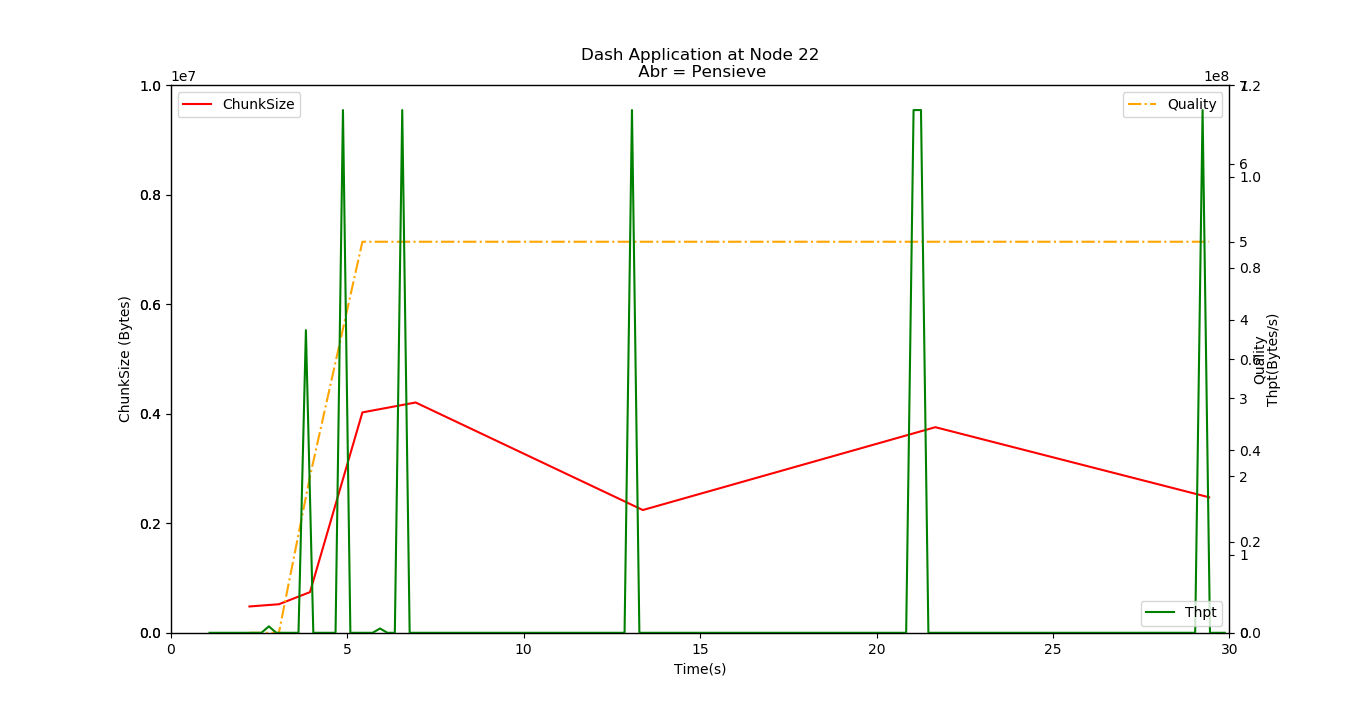 Dash Application at Node 22
Abr = Pensieve
1e7
1e8
ChunkSize
Quality
Thpt
ChunkSize (Bytes)
1.0
0.8
0.6
0.4
0.2
0.0
7
6
5
4
3
2
1
0
1.2
1.0
0.8
0.6
0.4
0.2
0.0
Quality
Thpt(Bytes/s)
0
5
10
15
20
25
30
Time(s)